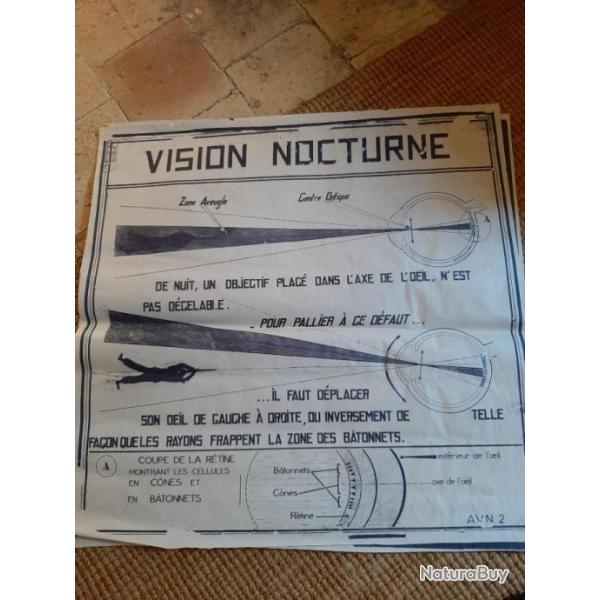 VISION NOCTURNE
Zone Aveugle
Centre Optique
A
DE NUIT, UN OBJECTIF PLACÉ DANS L'AXE DE L'OEIL, N'EST
PAS DÉCELABLE.
_ POUR PALLIER À CE DÉFAUT...
...IL FAUT DÉPLACER
SON OEIL DE GAUCHE À DROITE, OU INVERSEMENT DE TELLE
FAÇON QUE LES RAYONS FRAPPENT LA ZONE DES BÂTONNETS.
A
COUPE DE LA RÉTINE
MONTRANT LES CELLULES
EN CÔNES ET
EN BÂTONNETS
Bâtonnets
Cônes
Rétine
extérieur de l'œil
axe de l'œil
AVN 2
NaturaBuy